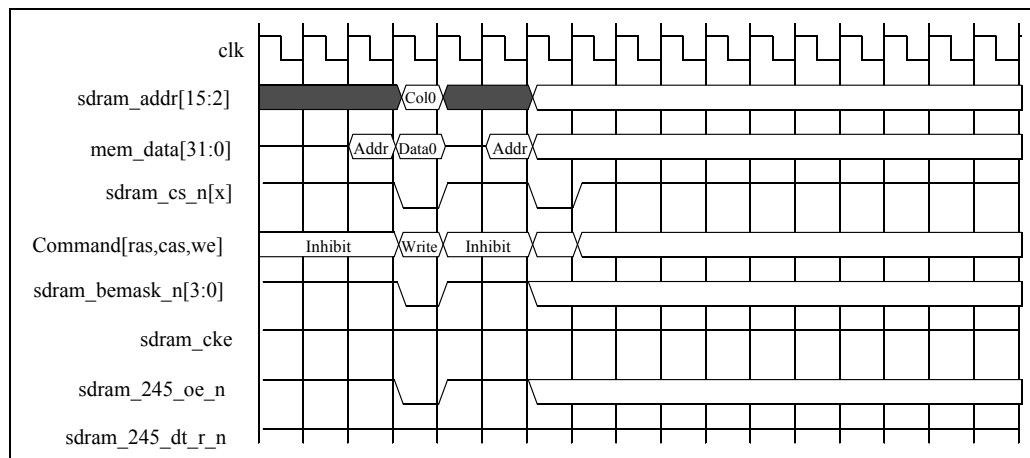 clk
sdram_addr[15:2]
Col0
mem_data[31:0]
Addr
Data0
Addr
sdram_cs_n[x]
Command[ras,cas,we]
Inhibit
Write
Inhibit
sdram_bemask_n[3:0]
sdram_cke
sdram_245_oe_n
sdram_245_dt_r_n